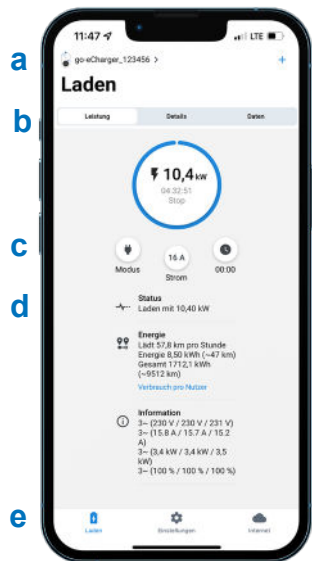 11:47 LTE
a
go-eCharger_123456 > +
Laden
b
Leistung Details Daten
10,4 kW
04:32:51
Stop
c
16 A
Modus Strom 00:00
d
Status
Laden mit 10,40 kW
Energie
Lädt 57,8 km pro Stunde
Energie 8,50 kWh (~47 km)
Gesamt 1712,1 kWh
(~9512 km)
Verbrauch pro Nutzer
Information
3~ (230 V / 230 V / 231 V)
3~ (15.8 A / 15.7 A / 15.2
A)
3~ (3,4 kW / 3,4 kW / 3,5
kW)
3~ (100 % / 100 % / 100 %)
e
Laden Einstellungen Internet